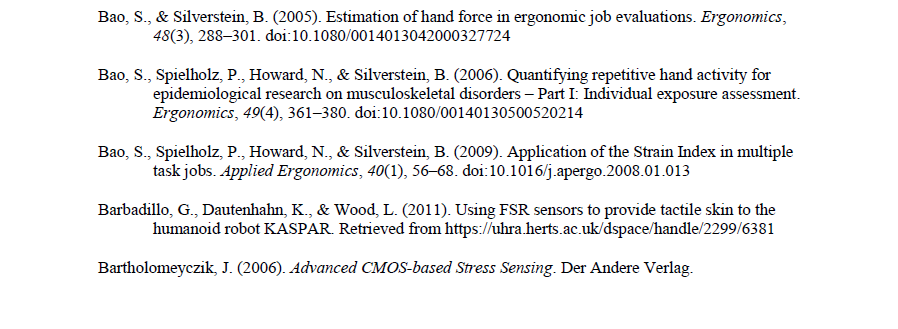 Bao, S., & Silverstein, B. (2005). Estimation of hand force in ergonomic job evaluations. Ergonomics,
48(3), 288–301. doi:10.1080/0014013042000327724
Bao, S., Spielholz, P., Howard, N., & Silverstein, B. (2006). Quantifying repetitive hand activity for
epidemiological research on musculoskeletal disorders – Part I: Individual exposure assessment.
Ergonomics, 49(4), 361–380. doi:10.1080/00140130500520214
Bao, S., Spielholz, P., Howard, N., & Silverstein, B. (2009). Application of the Strain Index in multiple
task jobs. Applied Ergonomics, 40(1), 56–68. doi:10.1016/j.apergo.2008.01.013
Barbadillo, G., Dautenhahn, K., & Wood, L. (2011). Using FSR sensors to provide tactile skin to the
humanoid robot KASPAR. Retrieved from https://uhra.herts.ac.uk/dspace/handle/2299/6381
Bartholomeyczik, J. (2006). Advanced CMOS-based Stress Sensing. Der Andere Verlag.